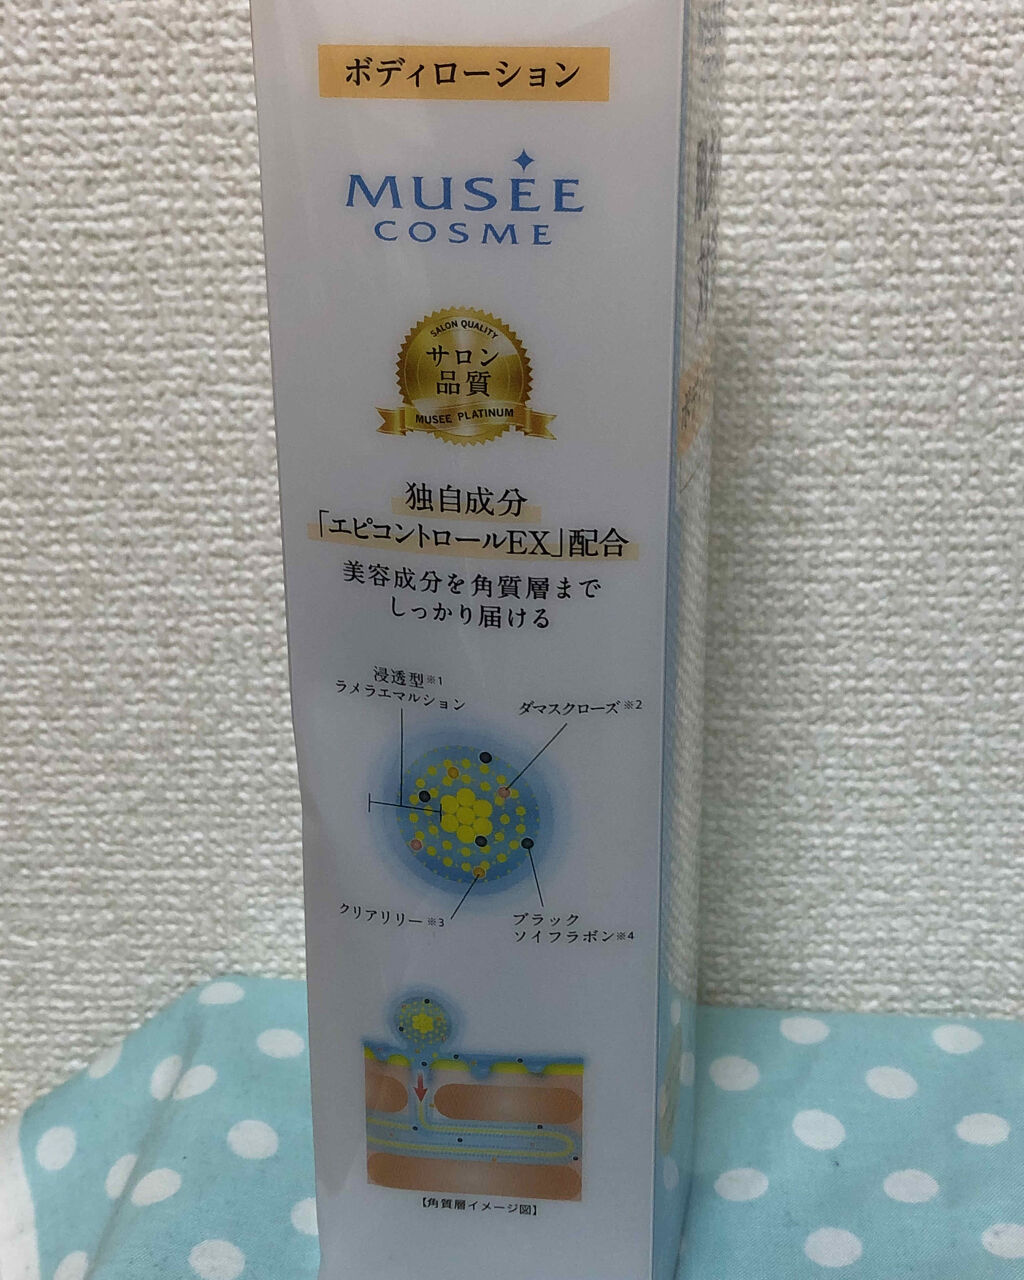 ボディローション
MUSÉE
COSME
SALON QUALITY
サロン
品質
MUSEE PLATINUM
独自成分
「エピコントロールEX」配合
美容成分を角質層まで
しっかり届ける
浸透型※1
ラメラエマルション
ダマスクローズ※2
クリアリリー※3
ブラック
ソイフラボン※4
【角質層イメージ図】